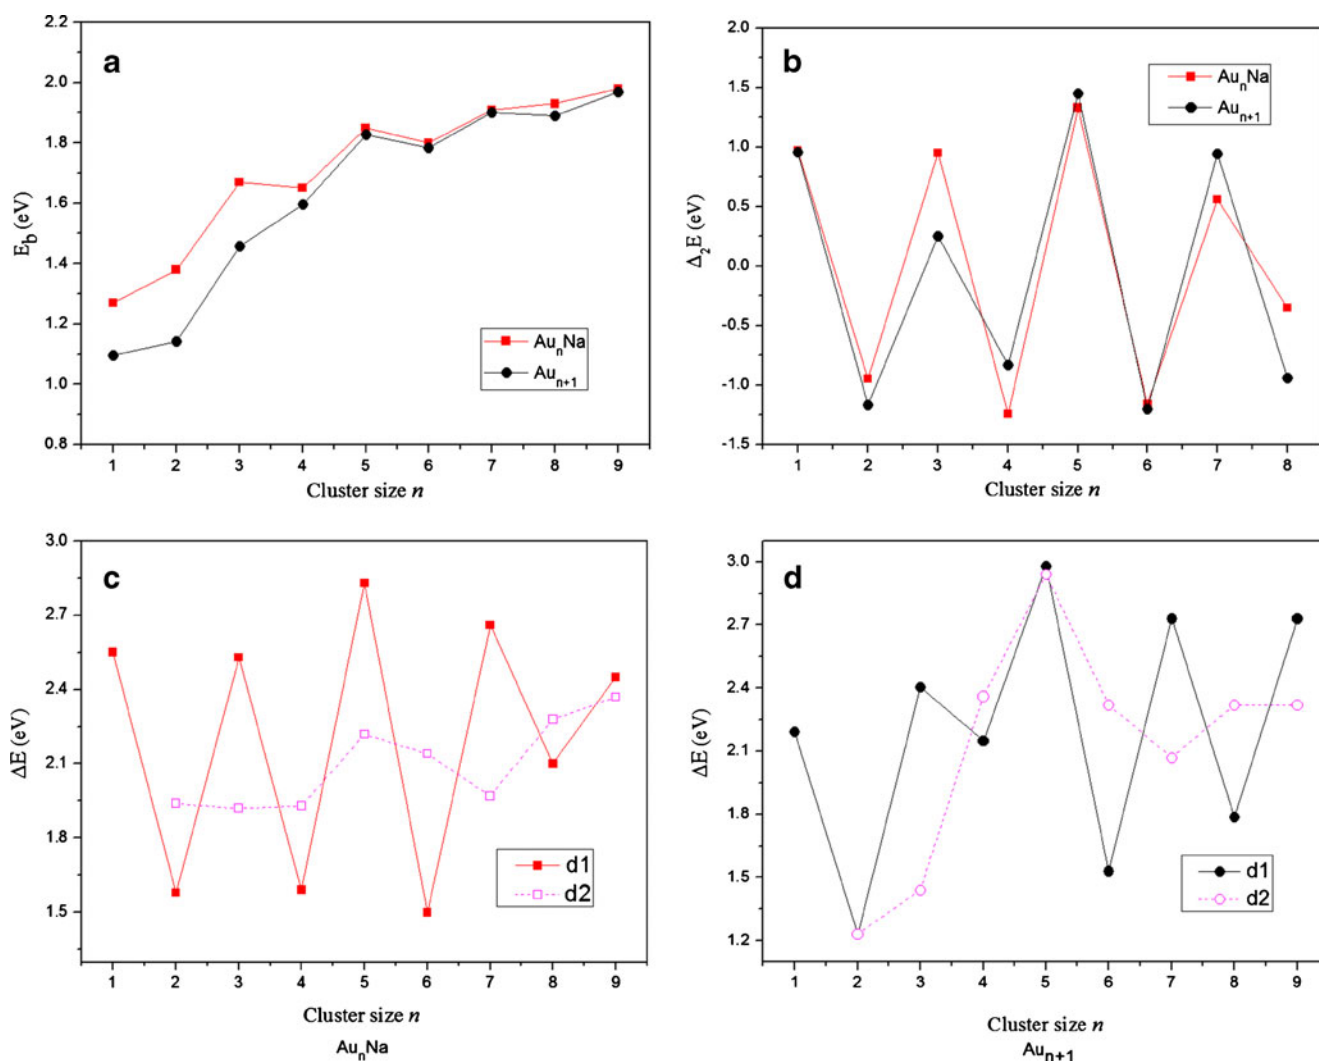 a
E_b (eV)
2.2
2.0
1.8
1.6
1.4
1.2
1.0
0.8
Au_nNa
Au_n+1
1 2 3 4 5 6 7 8 9
Cluster size n
b
Δ_2E (eV)
2.0
1.5
1.0
0.5
0.0
-0.5
-1.0
-1.5
Au_nNa
Au_n+1
1 2 3 4 5 6 7 8
Cluster size n
c
ΔE (eV)
3.0
2.7
2.4
2.1
1.8
1.5
d1
d2
1 2 3 4 5 6 7 8 9
Cluster size n
Au_nNa
d
ΔE (eV)
3.0
2.7
2.4
2.1
1.8
1.5
1.2
d1
d2
1 2 3 4 5 6 7 8 9
Cluster size n
Au_n+1